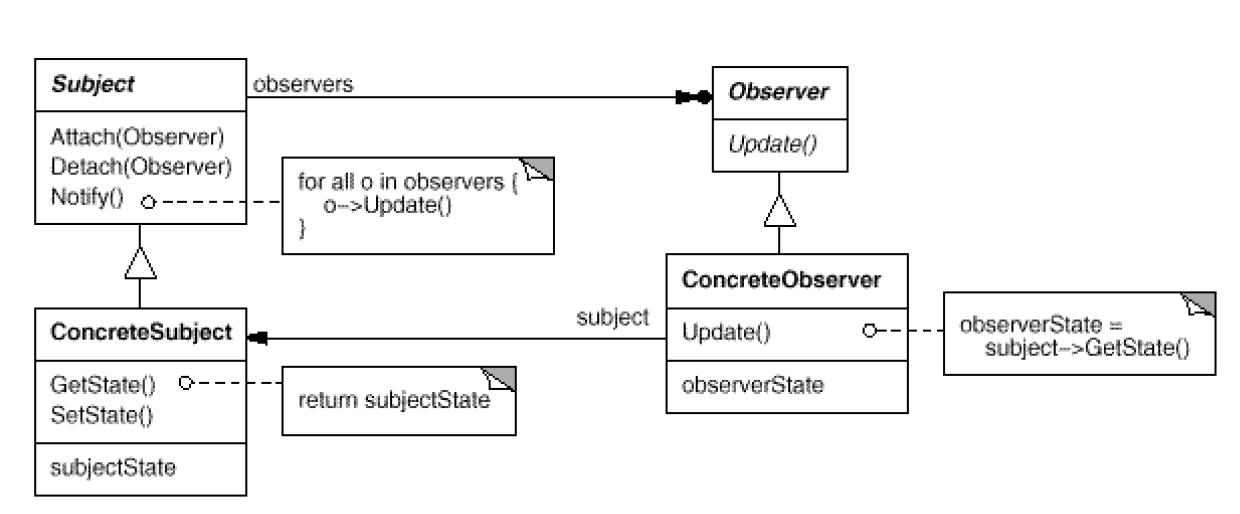 Subject
observers
Attach(Observer)
Detach(Observer)
Notify()
for all o in observers {
o->Update()
}
Observer
Update()
ConcreteSubject
GetState()
SetState()
subjectState
return subjectState
subject
ConcreteObserver
Update()
observerState
observerState =
subject->GetState()